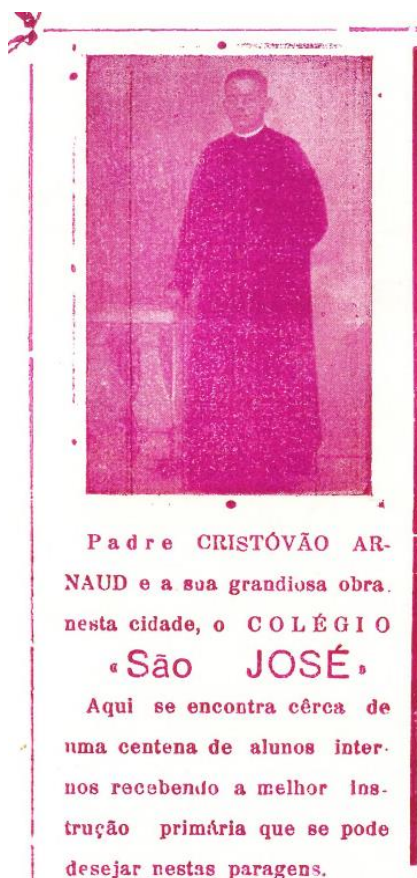 Padre CRISTÓVÃO AR-
NAUD e a sua grandiosa obra
nesta cidade, o COLÉGIO
«São JOSÉ»
Aqui se encontra cêrca de
uma centena de alunos inter-
nos recebendo a melhor ins-
trução primária que se pode
desejar nestas paragens.